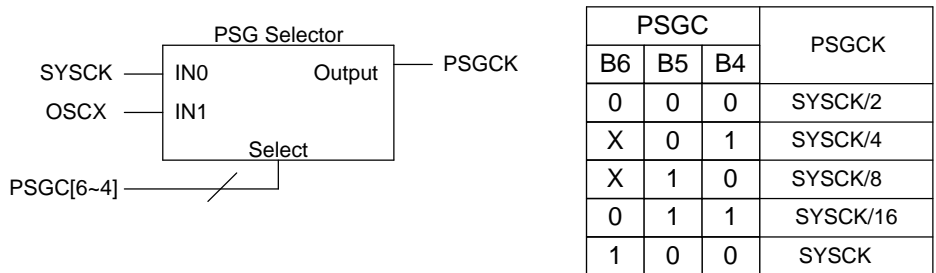 PSG Selector
SYSCK IN0 Output PSGCK
OSCX IN1
Select
PSGC[6~4]
PSGC PSGCK
B6 B5 B4
0 0 0 SYSCK/2
X 0 1 SYSCK/4
X 1 0 SYSCK/8
0 1 1 SYSCK/16
1 0 0 SYSCK